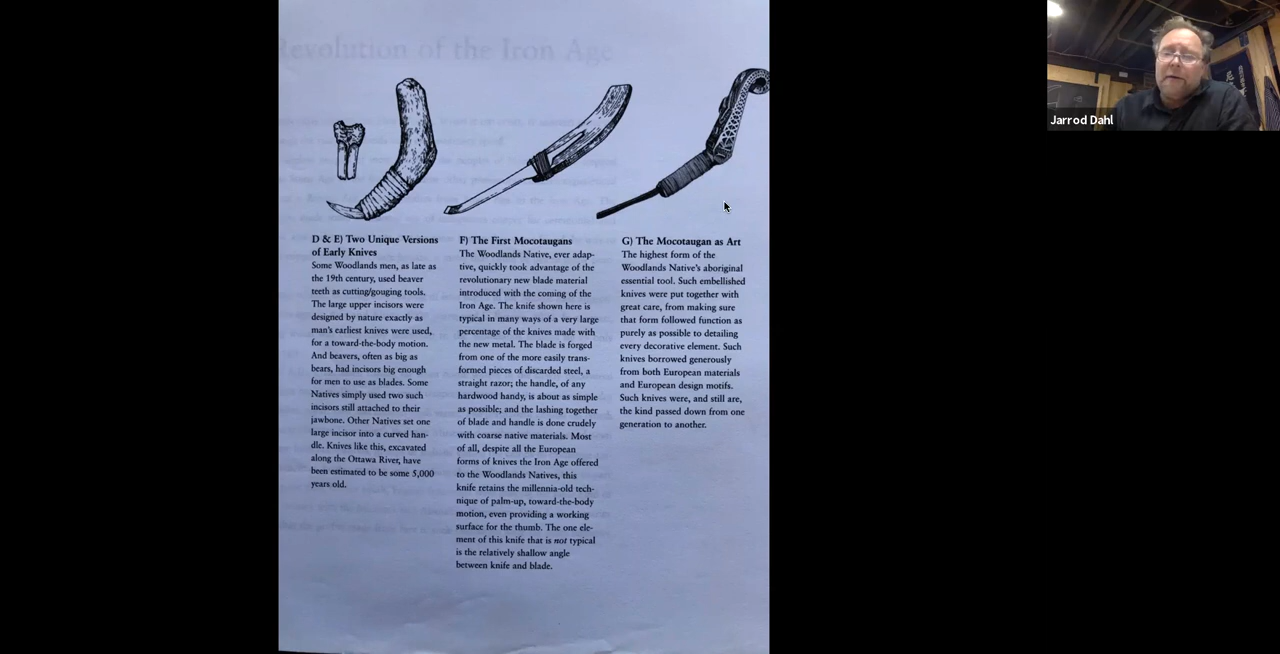 Revolution of the Iron Age
Jarrod Dahl
D & E) Two Unique Versions
of Early Knives
Some Woodlands men, as late as
the 19th century, used beaver
teeth as cutting/gouging tools.
The large upper incisors were
designed by nature exactly as
man's earliest knives were used,
for a toward-the-body motion.
And beavers, often as big as
bears, had incisors big enough
for men to use as blades. Some
Natives simply used two such
incisors still attached to their
jawbone. Other Natives set one
large incisor into a curved han-
dle. Knives like this, excavated
along the Ottawa River, have
been estimated to be some 5,000
years old.
F) The First Mocotaugans
The Woodlands Native, ever adap-
tive, quickly took advantage of the
revolutionary new blade material
introduced with the coming of the
Iron Age. The knife shown here is
typical in many ways of a very large
percentage of the knives made with
the new metal. The blade is forged
from one of the more easily trans-
formed pieces of discarded steel, a
straight razor; the handle, of any
hardwood handy, is about as simple
as possible; and the lashing together
of blade and handle is done crudely
with coarse native materials. Most
of all, despite all the European
forms of knives the Iron Age offered
to the Woodlands Natives, this
knife retains the millennia-old tech-
nique of palm-up, toward-the-body
motion, even providing a working
surface for the thumb. The one ele-
ment of this knife that is not typical
is the relatively shallow angle
between knife and blade.
G) The Mocotaugan as Art
The highest form of the
Woodlands Native's aboriginal
essential tool. Such embellished
knives were put together with
great care, from making sure
that form followed function as
purely as possible to detailing
every decorative element. Such
knives borrowed generously
from both European materials
and European design motifs.
Such knives were, and still are,
the kind passed down from one
generation to another.